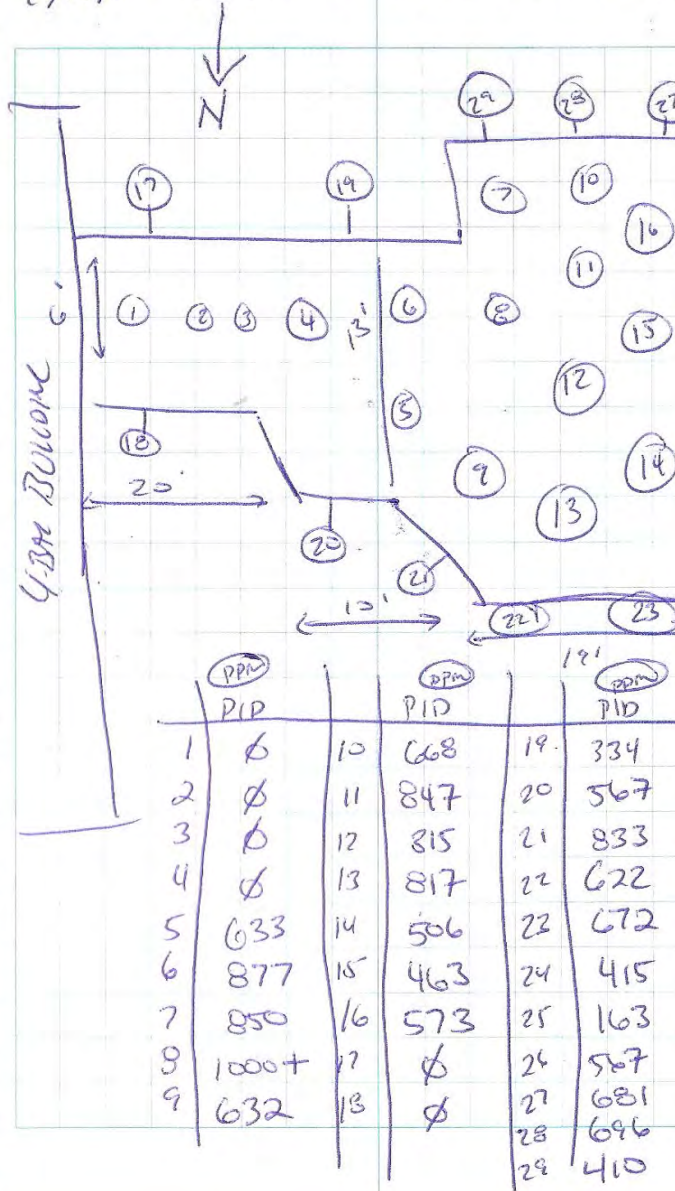 N
29 28 27
17 19 7 10
16
11
6' 1 2 3 4 13' 6 8
15
12
5
18 14
20' 9
13
20
21
10' 22 23
19'
4-BAY BUILDING
PPM PPM PPM
PID PID PID
1 Ø 10 668 19. 334
2 Ø 11 847 20 567
3 Ø 12 815 21 833
4 Ø 13 817 22 622
5 633 14 506 23 672
6 877 15 463 24 415
7 850 16 573 25 163
8 1000+ 17 Ø 26 567
9 632 18 Ø 27 681
28 696
29 410